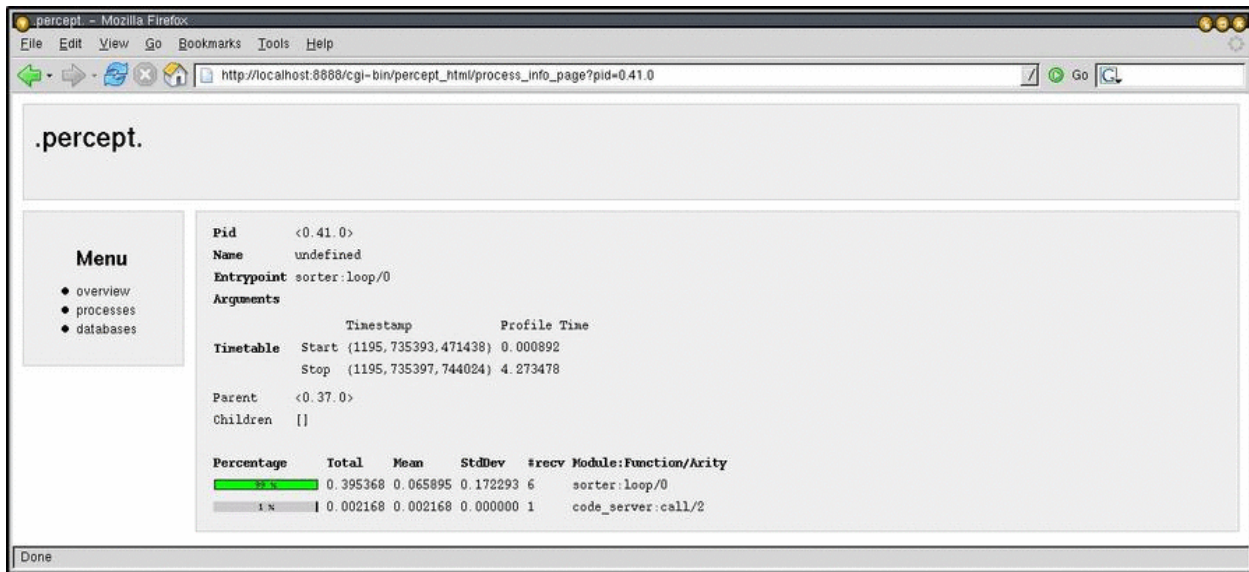 .percept. - Mozilla Firefox
File Edit View Go Bookmarks Tools Help
http://localhost:8888/cgi-bin/percept_html/process_info_page?pid=0.41.0 Go
.percept.
Menu
overview
processes
databases
Pid <0.41.0>
Name undefined
Entrypoint sorter:loop/0
Arguments
Timestamp Profile Time
Timetable Start {1195,735393,471438} 0.000892
Stop {1195,735397,744024} 4.273478
Parent <0.37.0>
Children []
Percentage Total Mean StdDev #recv Module:Function/Arity
99 % 0.395368 0.065895 0.172293 6 sorter:loop/0
1 % 0.002168 0.002168 0.000000 1 code_server:call/2
Done